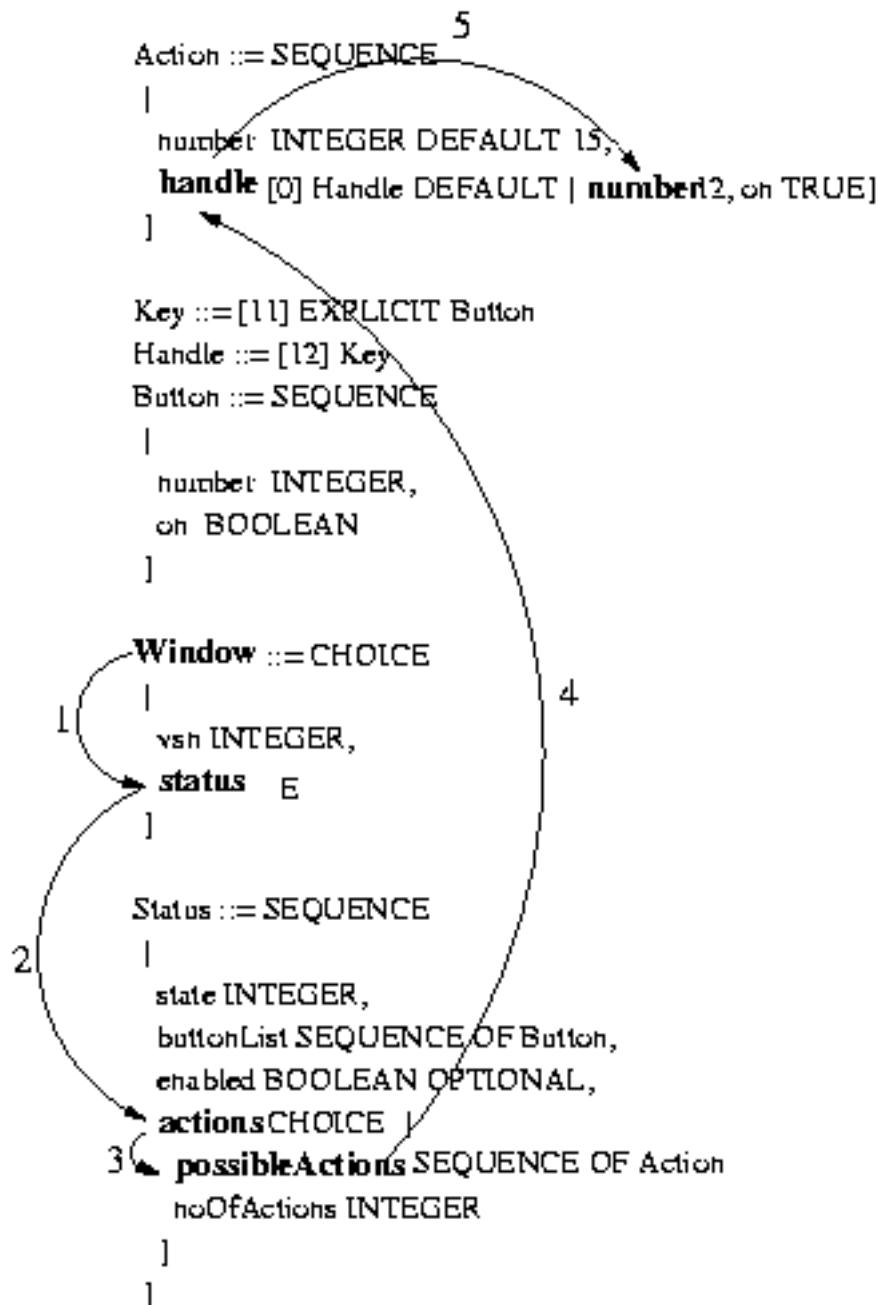 5
Action ::= SEQUENCE
|
number INTEGER DEFAULT 15,
handle [0] Handle DEFAULT | number12, on TRUE]
]
Key ::= [11] EXPLICIT Button
Handle ::= [12] Key
Button ::= SEQUENCE
|
number INTEGER,
on BOOLEAN
]
Window ::= CHOICE
|
4
1
vsn INTEGER,
status E
]
Status ::= SEQUENCE
|
2
state INTEGER,
buttonList SEQUENCE OF Button,
enabled BOOLEAN OPTIONAL,
actions CHOICE |
3 possibleActions SEQUENCE OF Action
noOfActions INTEGER
]
]